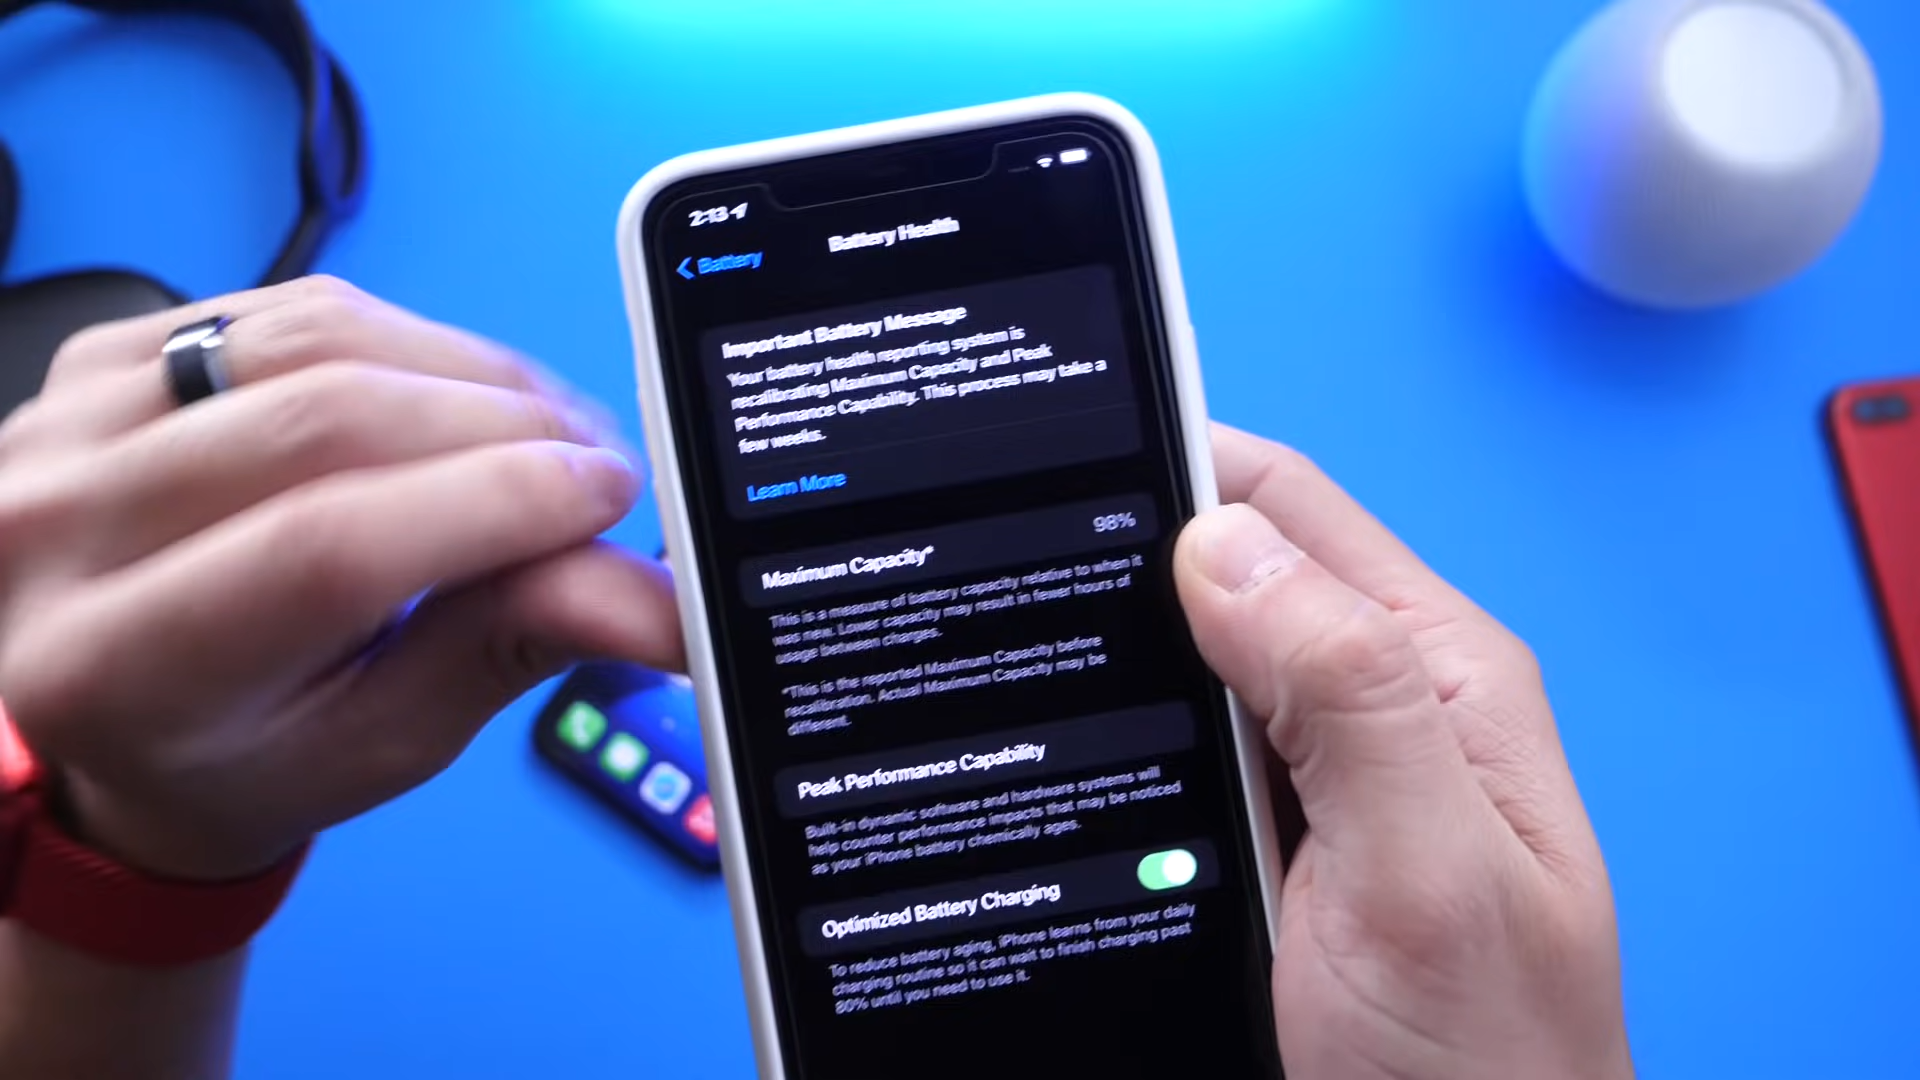 2:13
Battery
Battery Health
Important Battery Message
Your battery health reporting system is
recalibrating Maximum Capacity and Peak
Performance Capability. This process may take a
few weeks.
Learn More
Maximum Capacity* 98%
This is a measure of battery capacity relative to when it
was new. Lower capacity may result in fewer hours of
usage between charges.
*This is the reported Maximum Capacity before
recalibration. Actual Maximum Capacity may be
different.
Peak Performance Capability
Built-in dynamic software and hardware systems will
help counter performance impacts that may be noticed
as your iPhone battery chemically ages.
Optimized Battery Charging
To reduce battery aging, iPhone learns from your daily
charging routine so it can wait to finish charging past
80% until you need to use it.